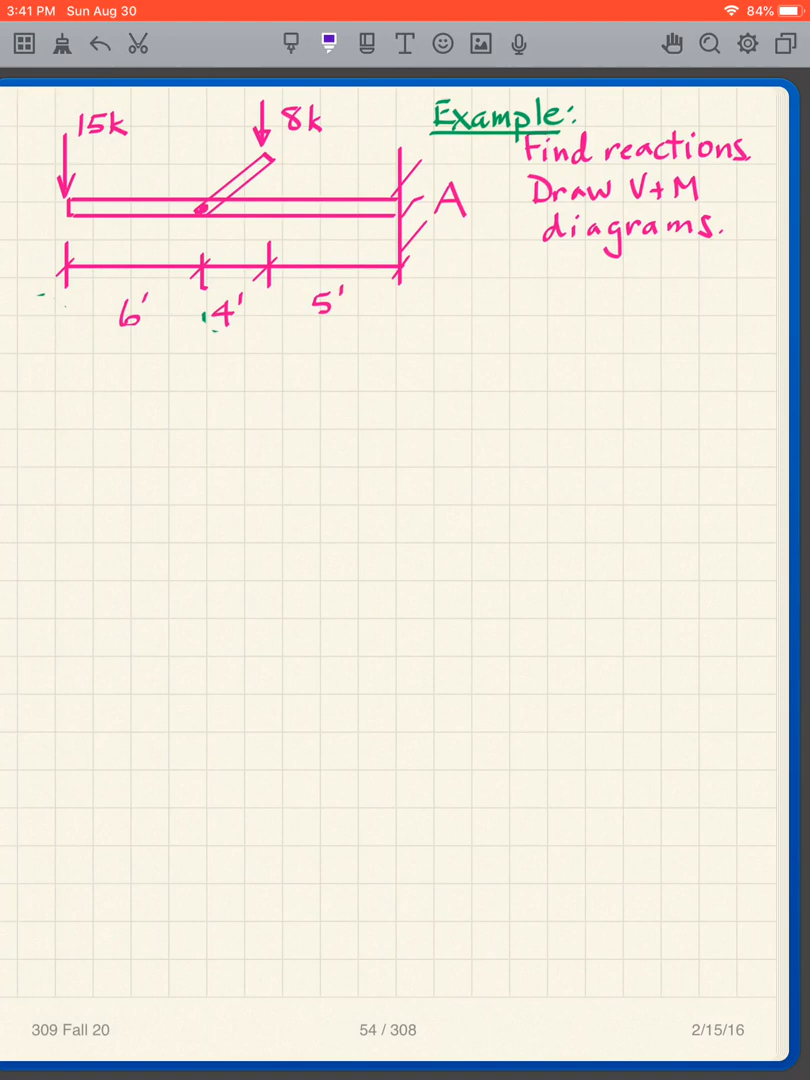 3:41 PM Sun Aug 30
84%
T
15k
8k
Example:
Find reactions
Draw V+M
diagrams.
A
6'
4'
5'
309 Fall 20
54 / 308
2/15/16